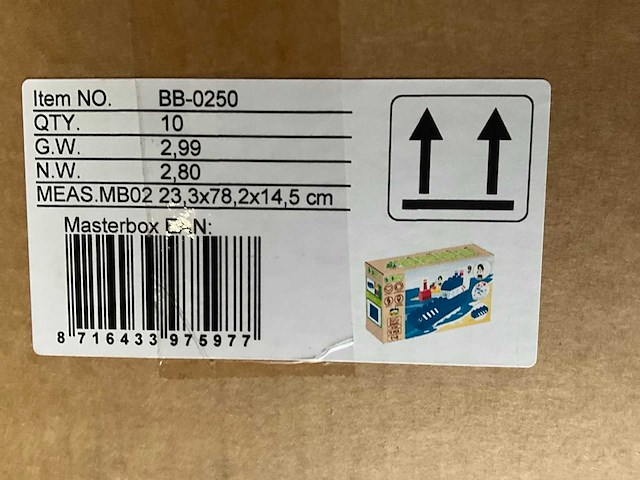 Item NO. BB-0250
QTY. 10
G.W. 2,99
N.W. 2,80
MEAS.MB02 23,3x78,2x14,5 cm
Masterbox EAN:
8 716433 975977